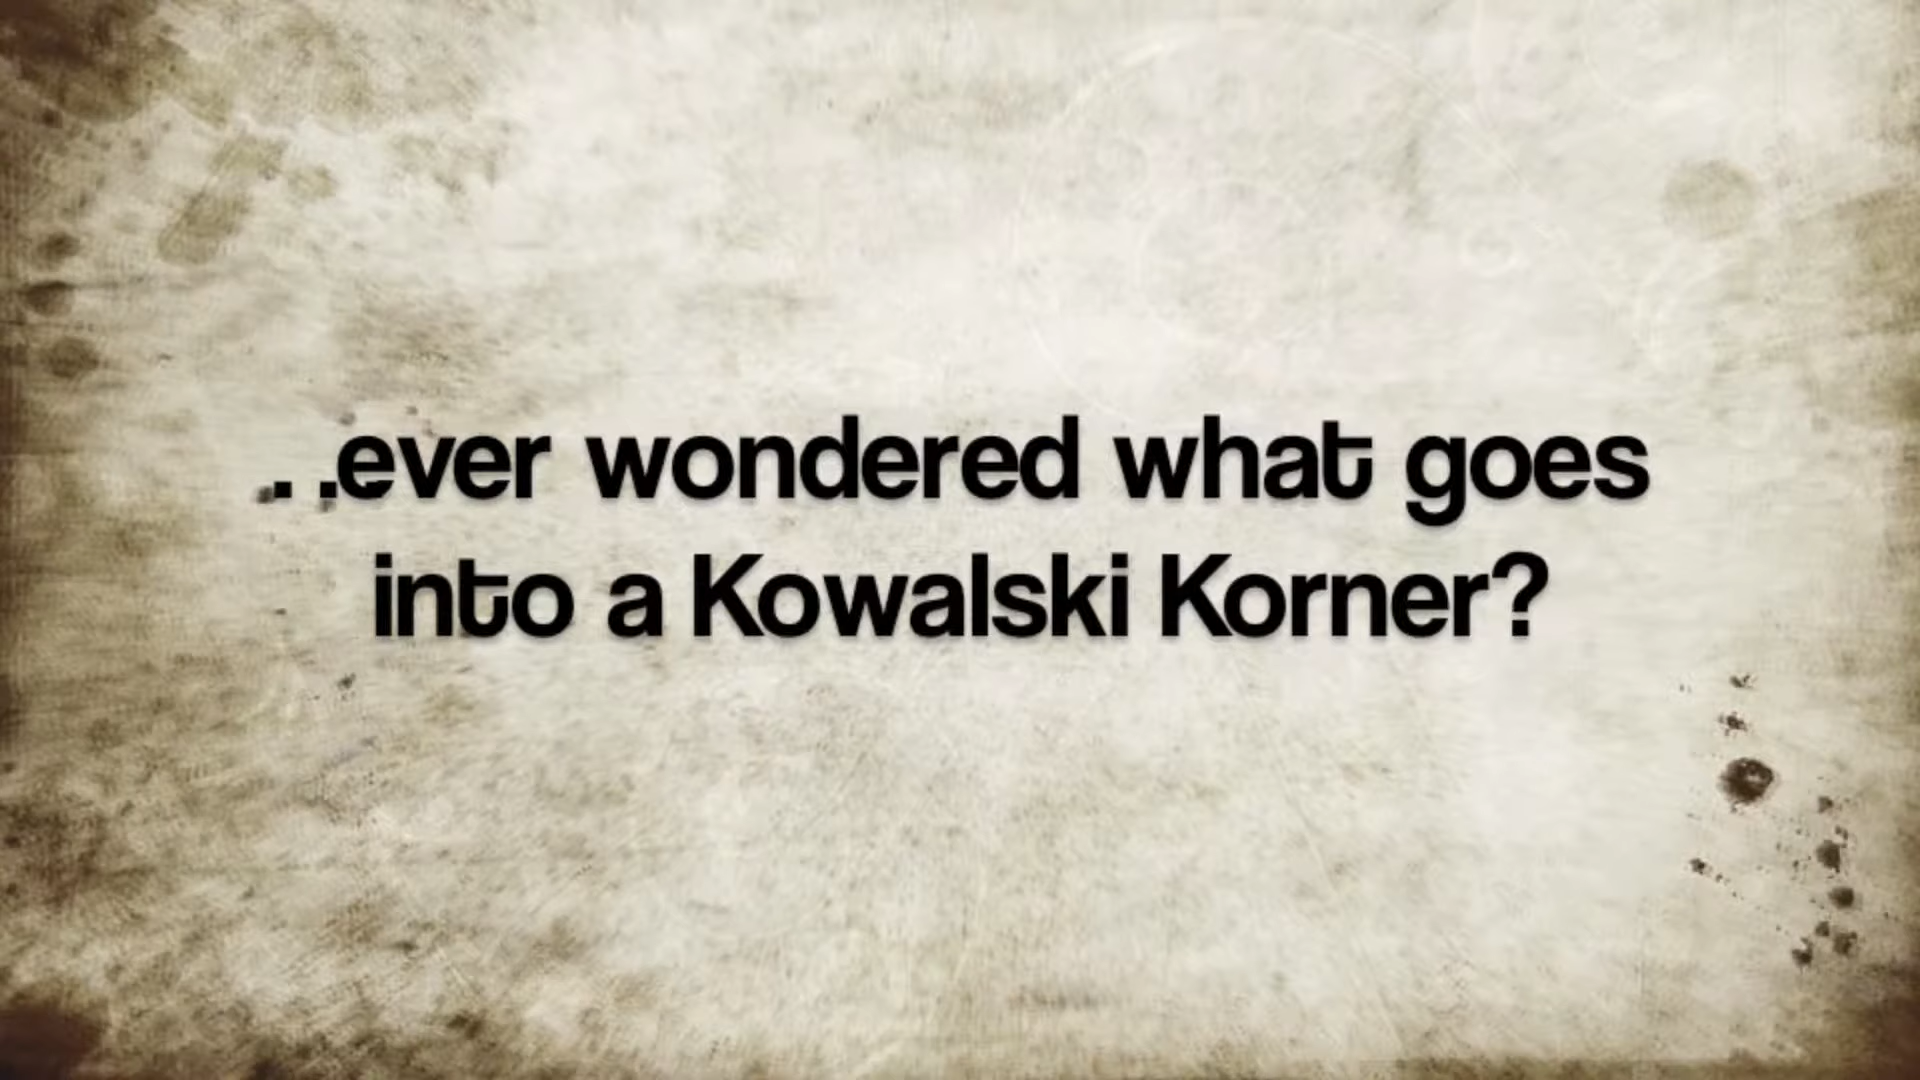 . .ever wondered what goes
into a Kowalski Korner?